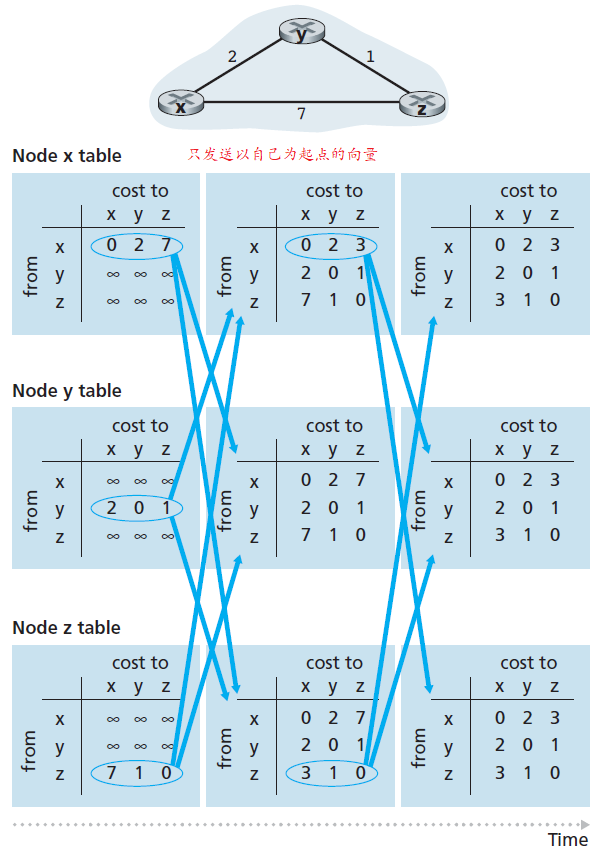 y
2
1
x
z
7
Node x table
只发送以自己为起点的向量
cost to
cost to
cost to
x y z
x y z
x y z
from
x 0 2 7
y ∞ ∞ ∞
z ∞ ∞ ∞
from
x 0 2 3
y 2 0 1
z 7 1 0
from
x 0 2 3
y 2 0 1
z 3 1 0
Node y table
cost to
cost to
cost to
x y z
x y z
x y z
from
x ∞ ∞ ∞
y 2 0 1
z ∞ ∞ ∞
from
x 0 2 7
y 2 0 1
z 7 1 0
from
x 0 2 3
y 2 0 1
z 3 1 0
Node z table
cost to
cost to
cost to
x y z
x y z
x y z
from
x ∞ ∞ ∞
y ∞ ∞ ∞
z 7 1 0
from
x 0 2 7
y 2 0 1
z 3 1 0
from
x 0 2 3
y 2 0 1
z 3 1 0
Time